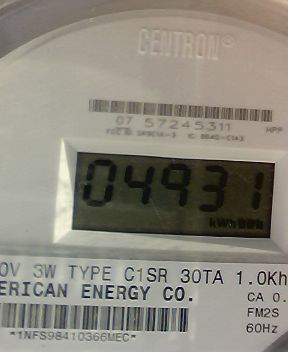 CENTRON®
07 57245311
HPP
04931
0V 3W TYPE C1SR 30TA 1.0Kh
ERICAN ENERGY CO.
CA 0.
FM2S
60Hz
*1NFS98410366MEC*